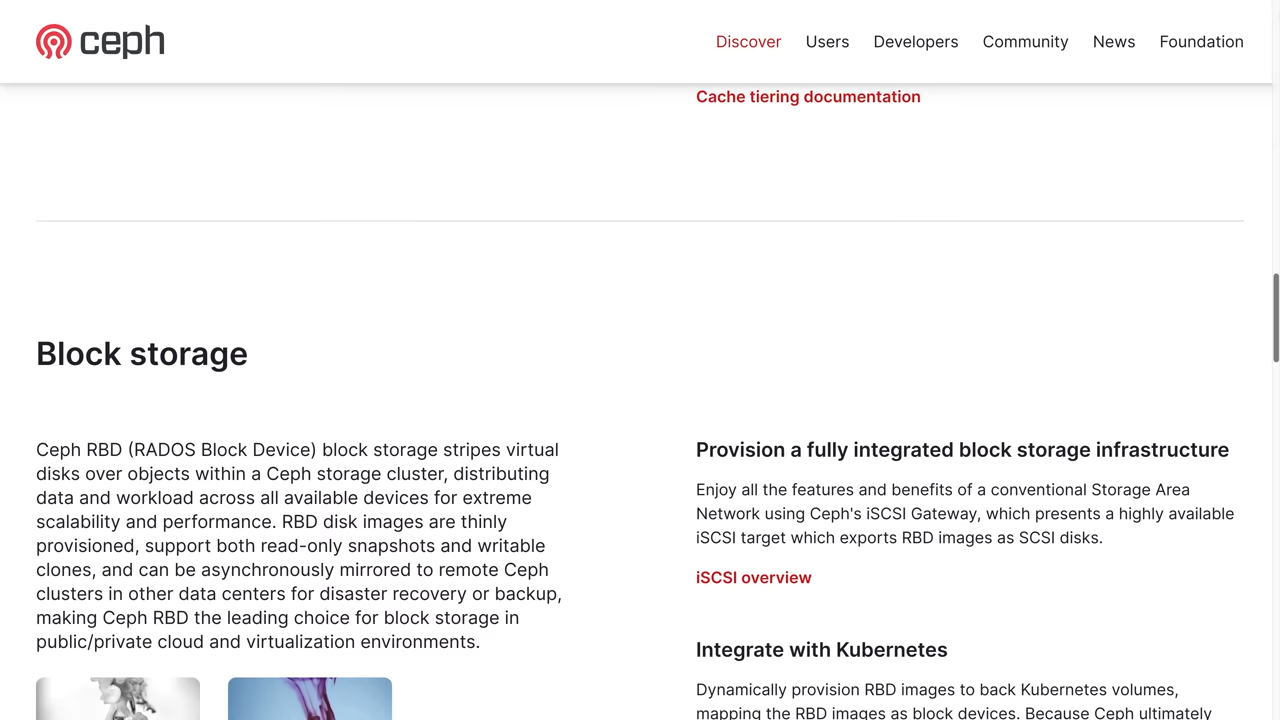 ceph
Discover Users Developers Community News Foundation
Cache tiering documentation
Block storage
Ceph RBD (RADOS Block Device) block storage stripes virtual
disks over objects within a Ceph storage cluster, distributing
data and workload across all available devices for extreme
scalability and performance. RBD disk images are thinly
provisioned, support both read-only snapshots and writable
clones, and can be asynchronously mirrored to remote Ceph
clusters in other data centers for disaster recovery or backup,
making Ceph RBD the leading choice for block storage in
public/private cloud and virtualization environments.
Provision a fully integrated block storage infrastructure
Enjoy all the features and benefits of a conventional Storage Area
Network using Ceph's iSCSI Gateway, which presents a highly available
iSCSI target which exports RBD images as SCSI disks.
iSCSI overview
Integrate with Kubernetes
Dynamically provision RBD images to back Kubernetes volumes,
mapping the RBD images as block devices. Because Ceph ultimately